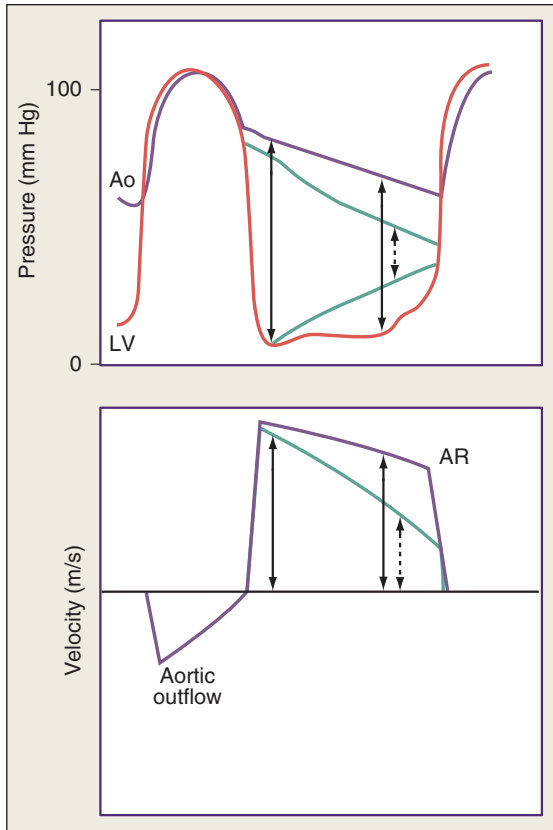 Pressure (mm Hg)
100
Ao
LV
0
Velocity (m/s)
AR
Aortic
outflow